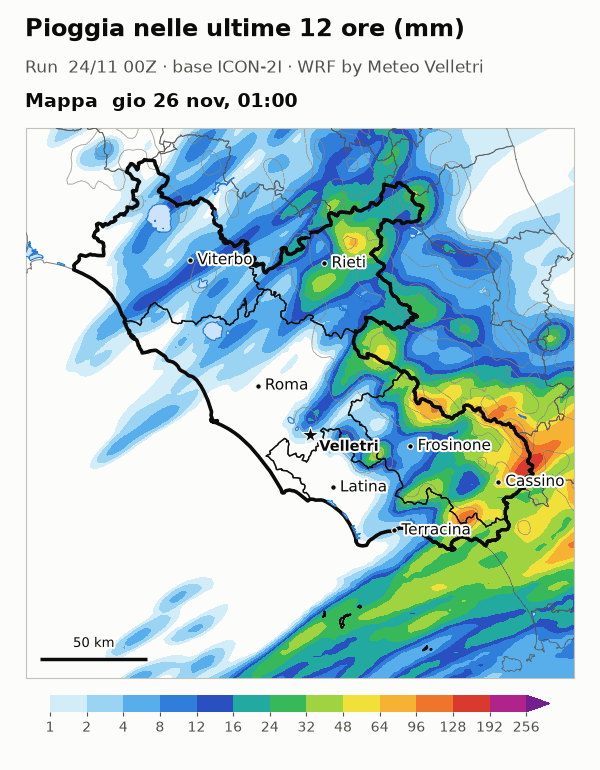 Pioggia nelle ultime 12 ore (mm)
Run 24/11 00Z · base ICON-2I · WRF by Meteo Velletri
Mappa gio 26 nov, 01:00
Viterbo
Rieti
Roma
Velletri
Frosinone
Cassino
Latina
Terracina
50 km
1 2 4 8 12 16 24 32 48 64 96 128 192 256